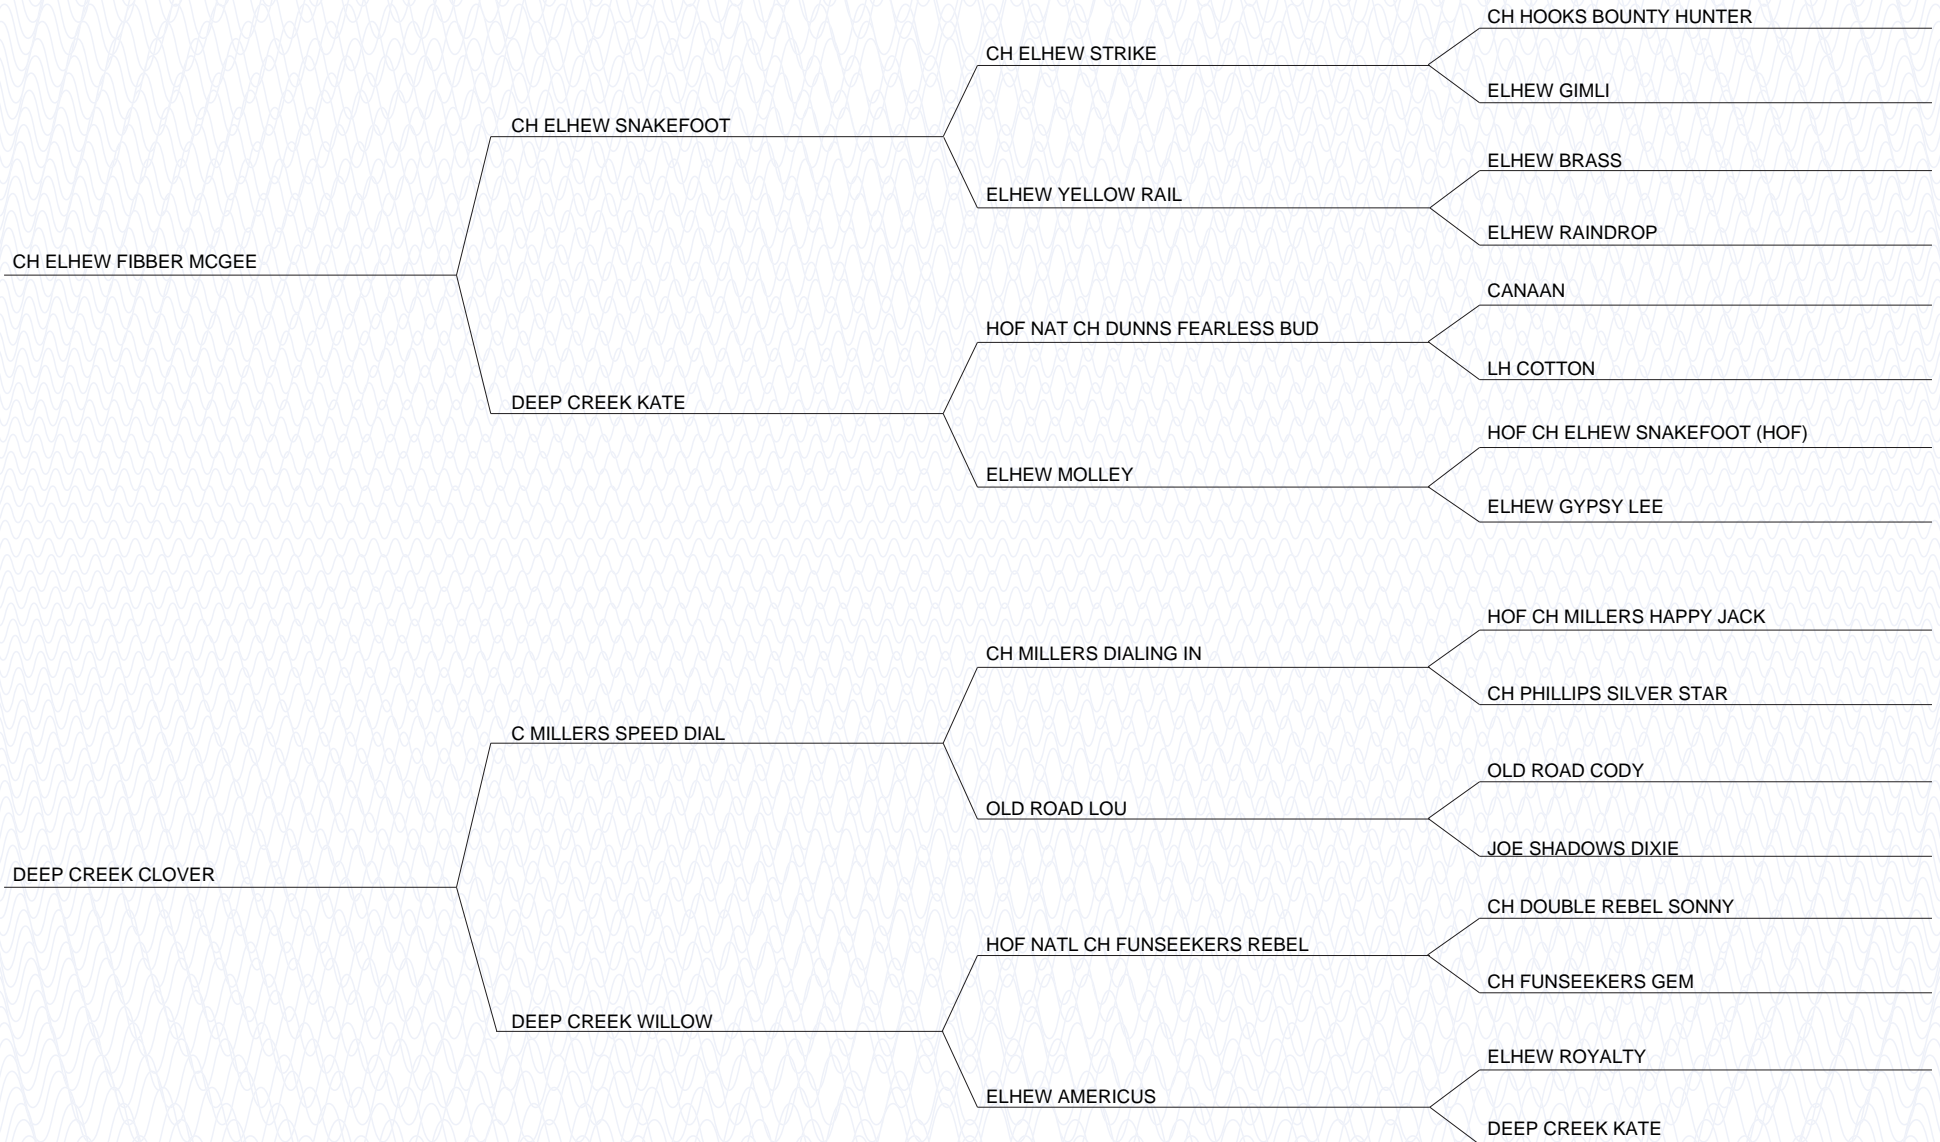 CH HOOKS BOUNTY HUNTER
CH ELHEW STRIKE
ELHEW GIMLI
CH ELHEW SNAKEFOOT
ELHEW BRASS
ELHEW YELLOW RAIL
ELHEW RAINDROP
CH ELHEW FIBBER MCGEE
CANAAN
HOF NAT CH DUNNS FEARLESS BUD
LH COTTON
DEEP CREEK KATE
HOF CH ELHEW SNAKEFOOT (HOF)
ELHEW MOLLEY
ELHEW GYPSY LEE
HOF CH MILLERS HAPPY JACK
CH MILLERS DIALING IN
CH PHILLIPS SILVER STAR
C MILLERS SPEED DIAL
OLD ROAD CODY
OLD ROAD LOU
JOE SHADOWS DIXIE
DEEP CREEK CLOVER
CH DOUBLE REBEL SONNY
HOF NATL CH FUNSEEKERS REBEL
CH FUNSEEKERS GEM
DEEP CREEK WILLOW
ELHEW ROYALTY
ELHEW AMERICUS
DEEP CREEK KATE